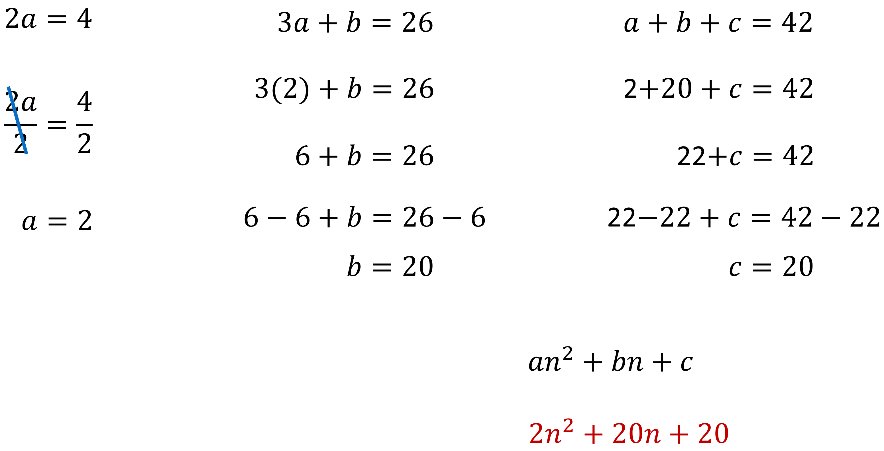 2a = 4
2a/2 = 4/2
a = 2
3a + b = 26
3(2) + b = 26
6 + b = 26
6 − 6 + b = 26 − 6
b = 20
a + b + c = 42
2+20 + c = 42
22+c = 42
22−22 + c = 42 − 22
c = 20
an² + bn + c
2n² + 20n + 20